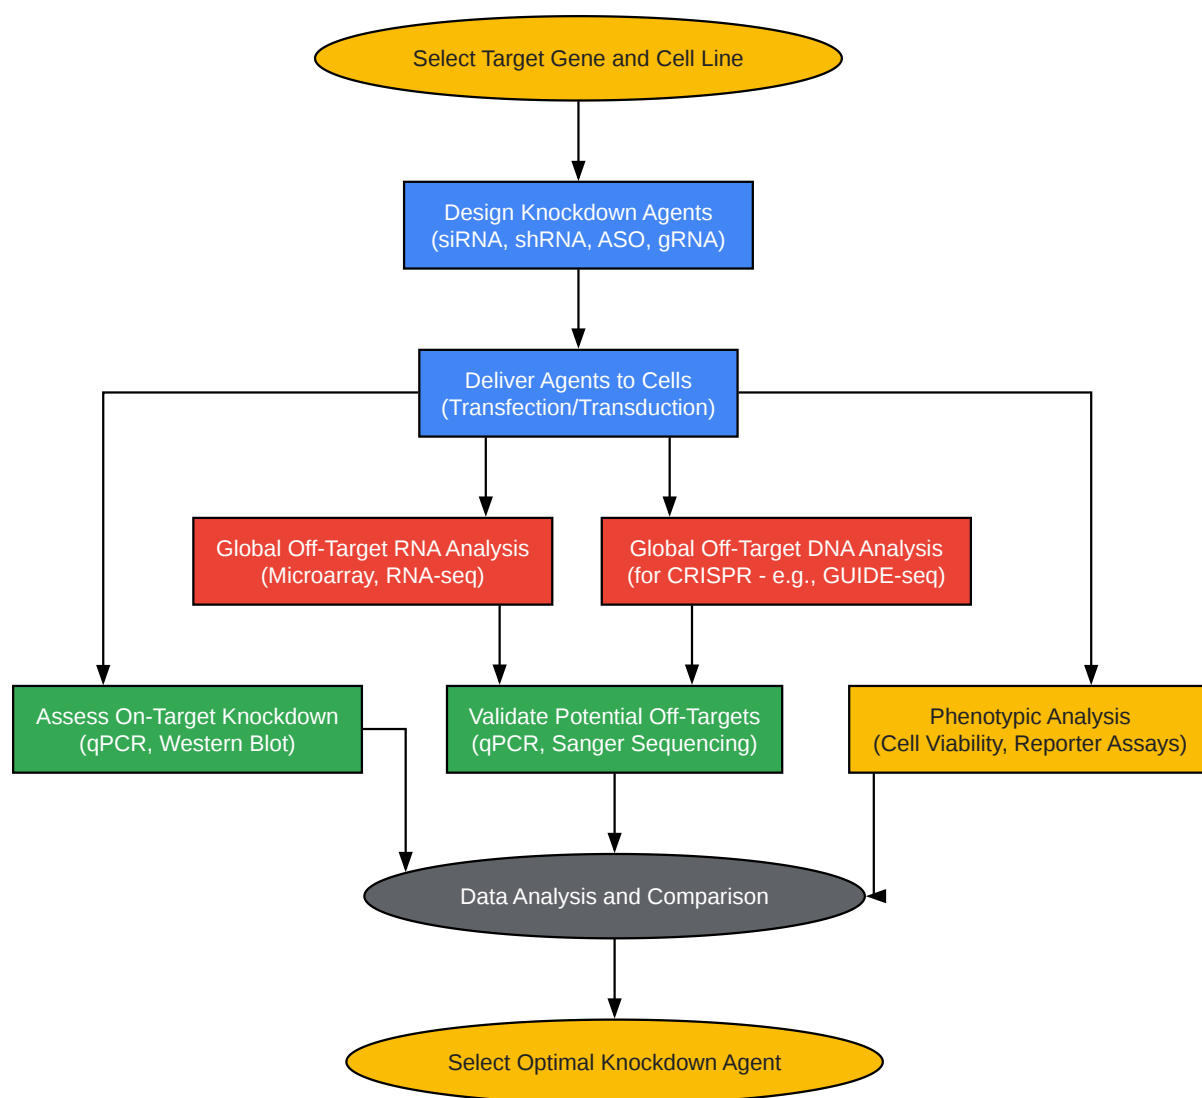 Select Target Gene and Cell Line
Design Knockdown Agents
(siRNA, shRNA, ASO, gRNA)
Deliver Agents to Cells
(Transfection/Transduction)
Global Off-Target RNA Analysis
(Microarray, RNA-seq)
Global Off-Target DNA Analysis
(for CRISPR - e.g., GUIDE-seq)
Assess On-Target Knockdown
(qPCR, Western Blot)
Validate Potential Off-Targets
(qPCR, Sanger Sequencing)
Phenotypic Analysis
(Cell Viability, Reporter Assays)
Data Analysis and Comparison
Select Optimal Knockdown Agent